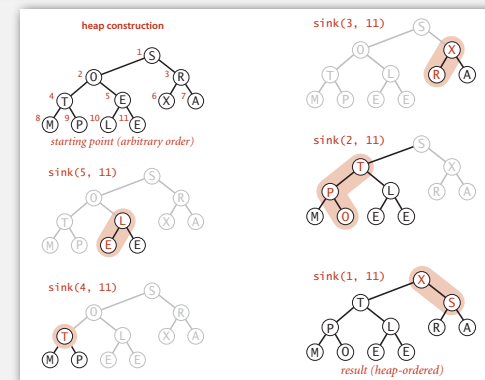 heap construction
1 S
2 O 3 R
4 T 5 E 6 X 7 A
8 M 9 P 10 L 11 E
starting point (arbitrary order)
sink(5, 11)
S
O R
T L X A
M P E E
sink(4, 11)
S
O R
T L X A
M P E E
sink(3, 11)
S
O X
T L R A
M P E E
sink(2, 11)
S
T X
P L R A
M O E E
sink(1, 11)
X
T S
P L R A
M O E E
result (heap-ordered)